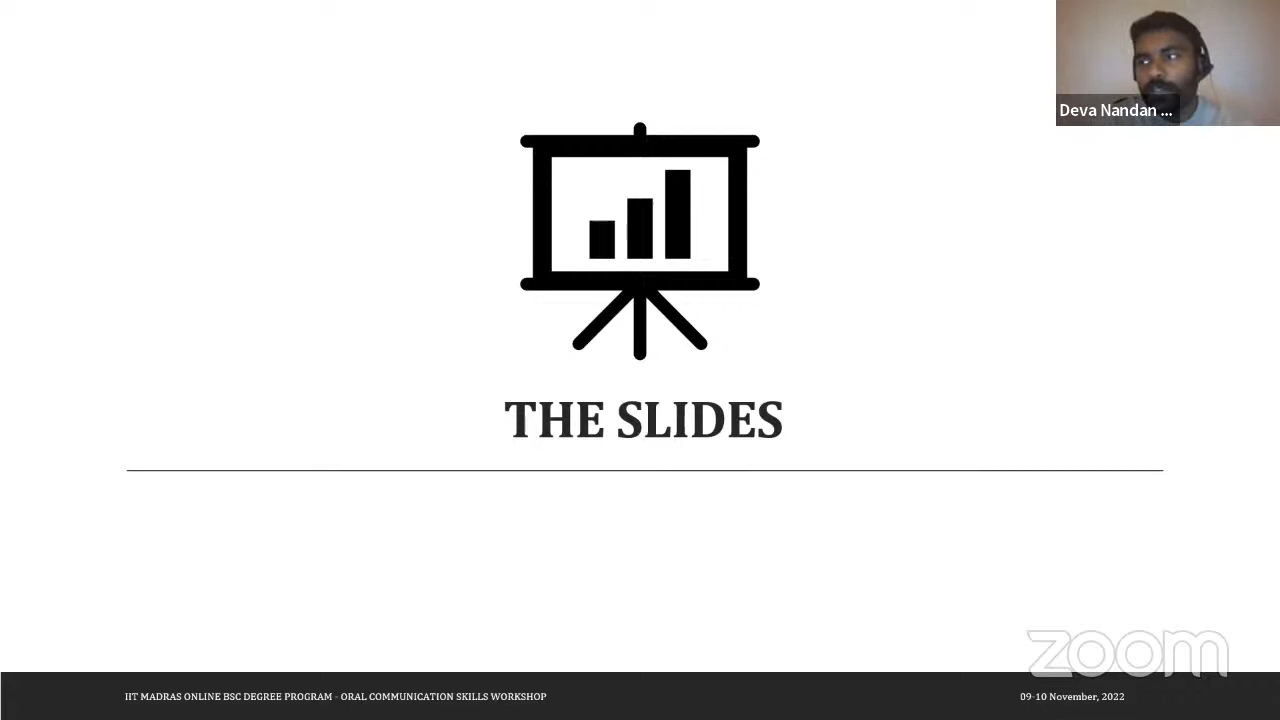 Deva Nandan ...
THE SLIDES
zoom
IIT MADRAS ONLINE BSC DEGREE PROGRAM - ORAL COMMUNICATION SKILLS WORKSHOP
09-10 November, 2022